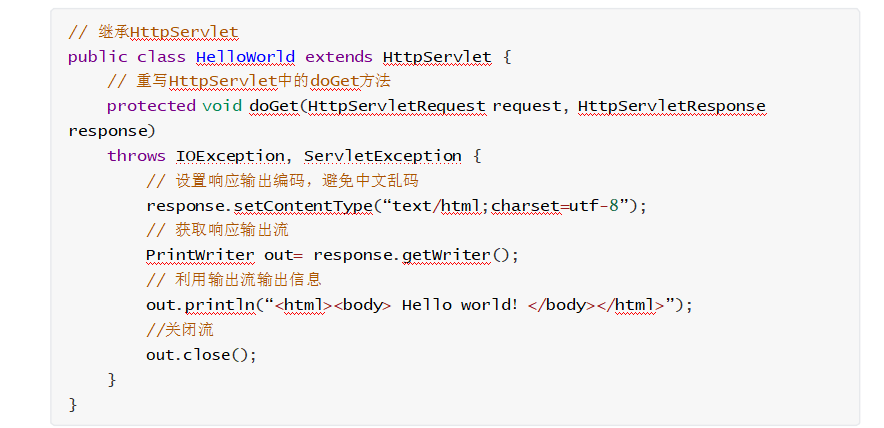 // 继承HttpServlet
public class HelloWorld extends HttpServlet {
// 重写HttpServlet中的doGet方法
protected void doGet(HttpServletRequest request, HttpServletResponse
response)
throws IOException, ServletException {
// 设置响应输出编码，避免中文乱码
response.setContentType(“text/html;charset=utf-8”);
// 获取响应输出流
PrintWriter out= response.getWriter();
// 利用输出流输出信息
out.println(“<html><body> Hello world! </body></html>”);
//关闭流
out.close();
}
}